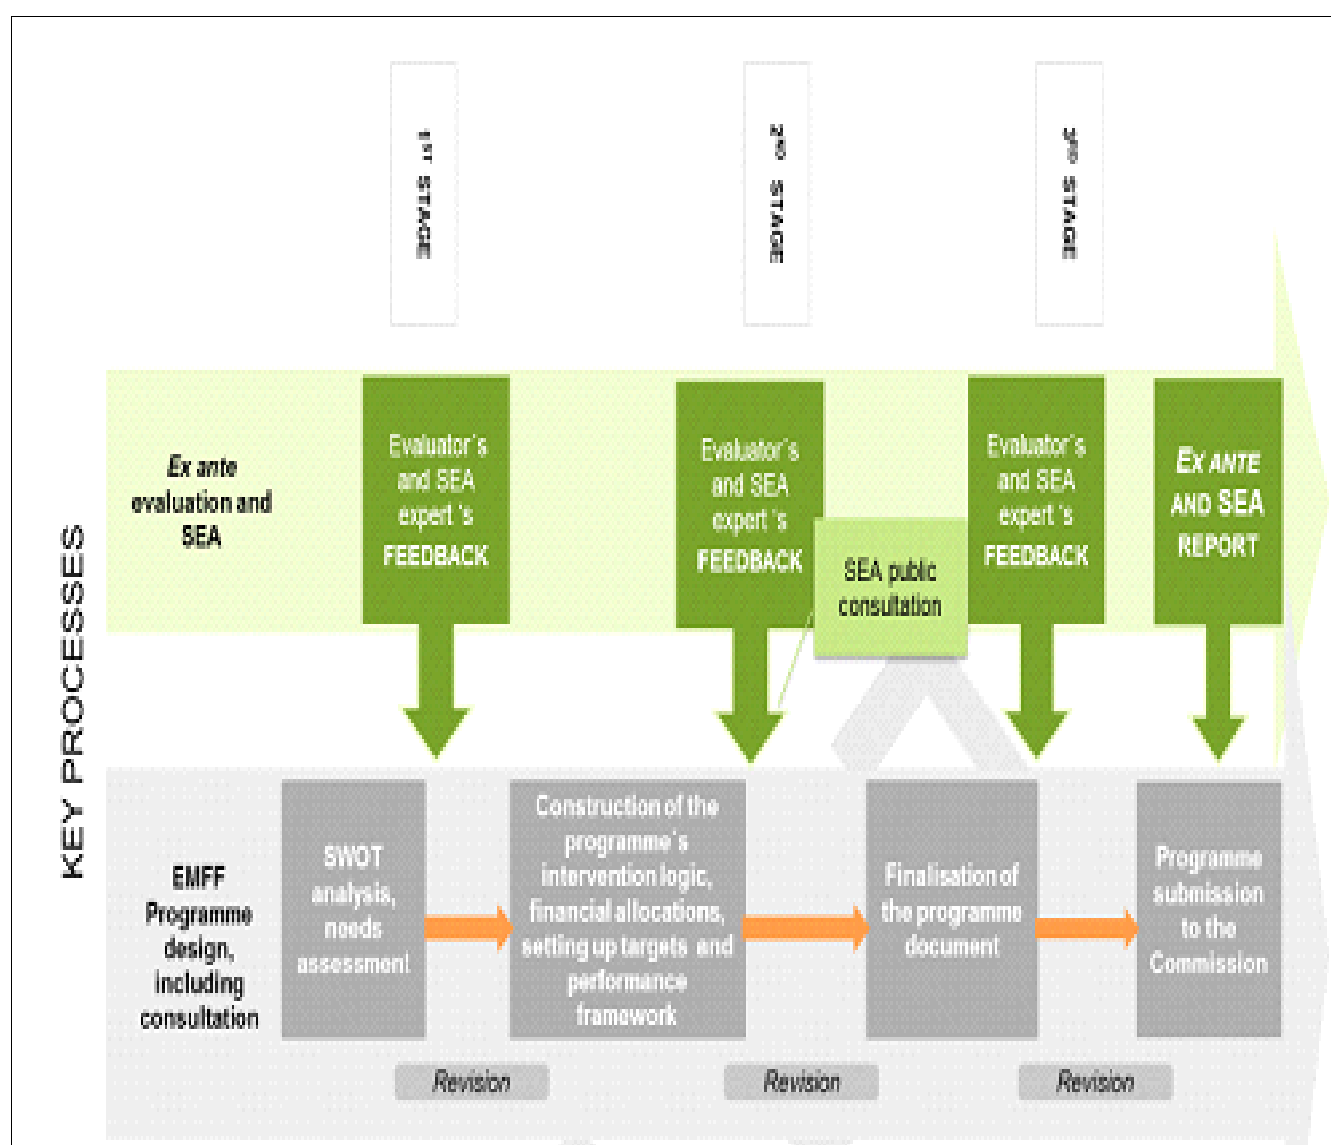 1ST STAGE
2ND STAGE
3RD STAGE
KEY PROCESSES
Ex ante
evaluation and
SEA
Evaluator´s
and SEA
expert ´s
FEEDBACK
Evaluator´s
and SEA
expert ´s
FEEDBACK
SEA public
consultation
Evaluator´s
and SEA
expert ´s
FEEDBACK
EX ANTE
AND SEA
REPORT
EMFF
Programme
design,
including
consultation
SWOT
analysis,
needs
assessment
Construction of the
programme´s
intervention logic,
financial allocations,
setting up targets and
performance
framework
Finalisation of
the programme
document
Programme
submission
to the
Commission
Revision
Revision
Revision